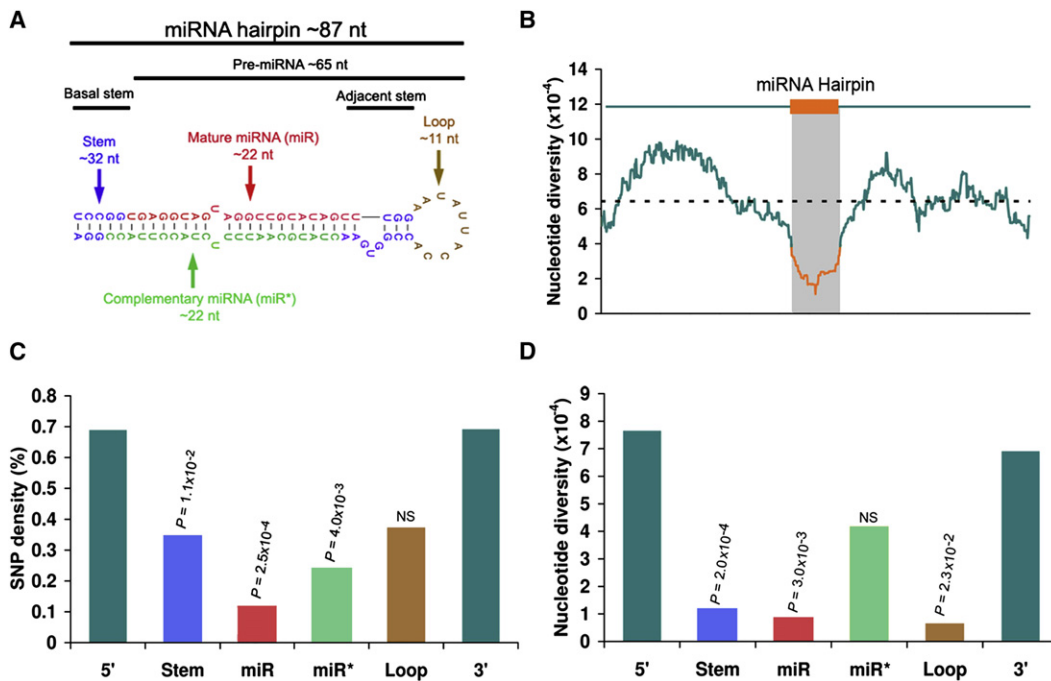 A
miRNA hairpin ~87 nt
Pre-miRNA ~65 nt
Basal stem
Adjacent stem
Loop
~11 nt
Stem
~32 nt
Mature miRNA (miR)
~22 nt
Complementary miRNA (miR*)
~22 nt
B
miRNA Hairpin
Nucleotide diversity (x10-4)
14
12
10
8
6
4
2
0
C
SNP density (%)
0.8
0.7
0.6
0.5
0.4
0.3
0.2
0.1
0
P = 1.1x10-2
P = 2.5x10-4
P = 4.0x10-3
NS
5'
Stem
miR
miR*
Loop
3'
D
Nucleotide diversity (x10-4)
9
8
7
6
5
4
3
2
1
0
P = 2.0x10-4
P = 3.0x10-3
NS
P = 2.3x10-2
5'
Stem
miR
miR*
Loop
3'